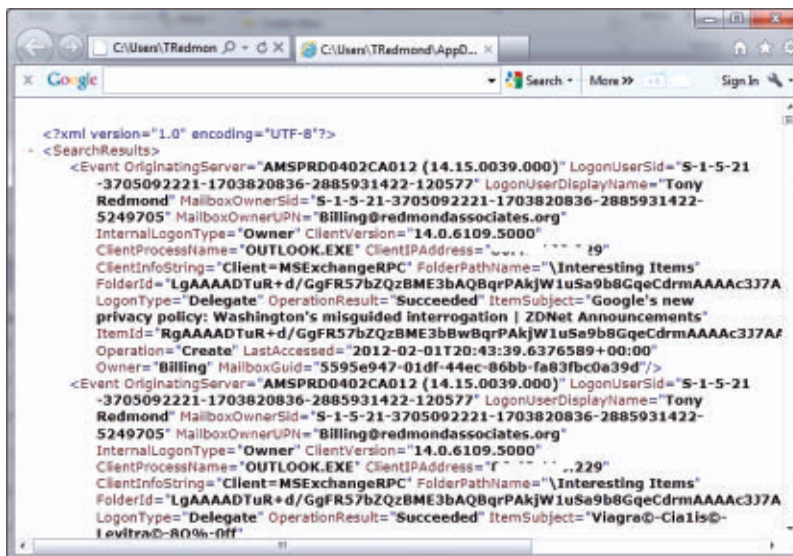 C:\Users\TRedmon
C:\Users\TRedmond\AppD...
x Google
Search
More >>
Sign In
<?xml version="1.0" encoding="UTF-8"?>
- <SearchResults>
<Event OriginatingServer="AMSPRD0402CA012 (14.15.0039.000)" LogonUserSid="S-1-5-21
-3705092221-1703820836-2885931422-120577" LogonUserDisplayName="Tony
Redmond" MailboxOwnerSid="S-1-5-21-3705092221-1703820836-2885931422-
5249705" MailboxOwnerUPN="Billing@redmondassociates.org"
InternalLogonType="Owner" ClientVersion="14.0.6109.5000"
ClientProcessName="OUTLOOK.EXE" ClientIPAddress="
ClientInfoString="Client=MSExchangeRPC" FolderPathName="\Interesting Items"
FolderId="LgAAAADTuR+d/GgFR57bZQzBME3bAQBqrPAkjW1uSa9b8GqeCdrmAAAAc3J7A
LogonType="Delegate" OperationResult="Succeeded" ItemSubject="Google's new
privacy policy: Washington's misguided interrogation | ZDNet Announcements"
ItemId="RgAAAADTuR+d/GgFR57bZQzBME3bBwBqrPAkjW1uSa9b8GqeCdrmAAAAc3J7AA
Operation="Create" LastAccessed="2012-02-01T20:43:39.6376589+00:00"
Owner="Billing" MailboxGuid="5595e947-01df-44ec-86bb-fa83fbc0a39d"/>
<Event OriginatingServer="AMSPRD0402CA012 (14.15.0039.000)" LogonUserSid="S-1-5-21
-3705092221-1703820836-2885931422-120577" LogonUserDisplayName="Tony
Redmond" MailboxOwnerSid="S-1-5-21-3705092221-1703820836-2885931422-
5249705" MailboxOwnerUPN="Billing@redmondassociates.org"
InternalLogonType="Owner" ClientVersion="14.0.6109.5000"
ClientProcessName="OUTLOOK.EXE" ClientIPAddress="
ClientInfoString="Client=MSExchangeRPC" FolderPathName="\Interesting Items"
FolderId="LgAAAADTuR+d/GgFR57bZQzBME3bAQBqrPAkjW1uSa9b8GqeCdrmAAAAc3J7A
LogonType="Delegate" OperationResult="Succeeded" ItemSubject="Viagra©-Cia1is©-
Levitra©-8O%-0ff